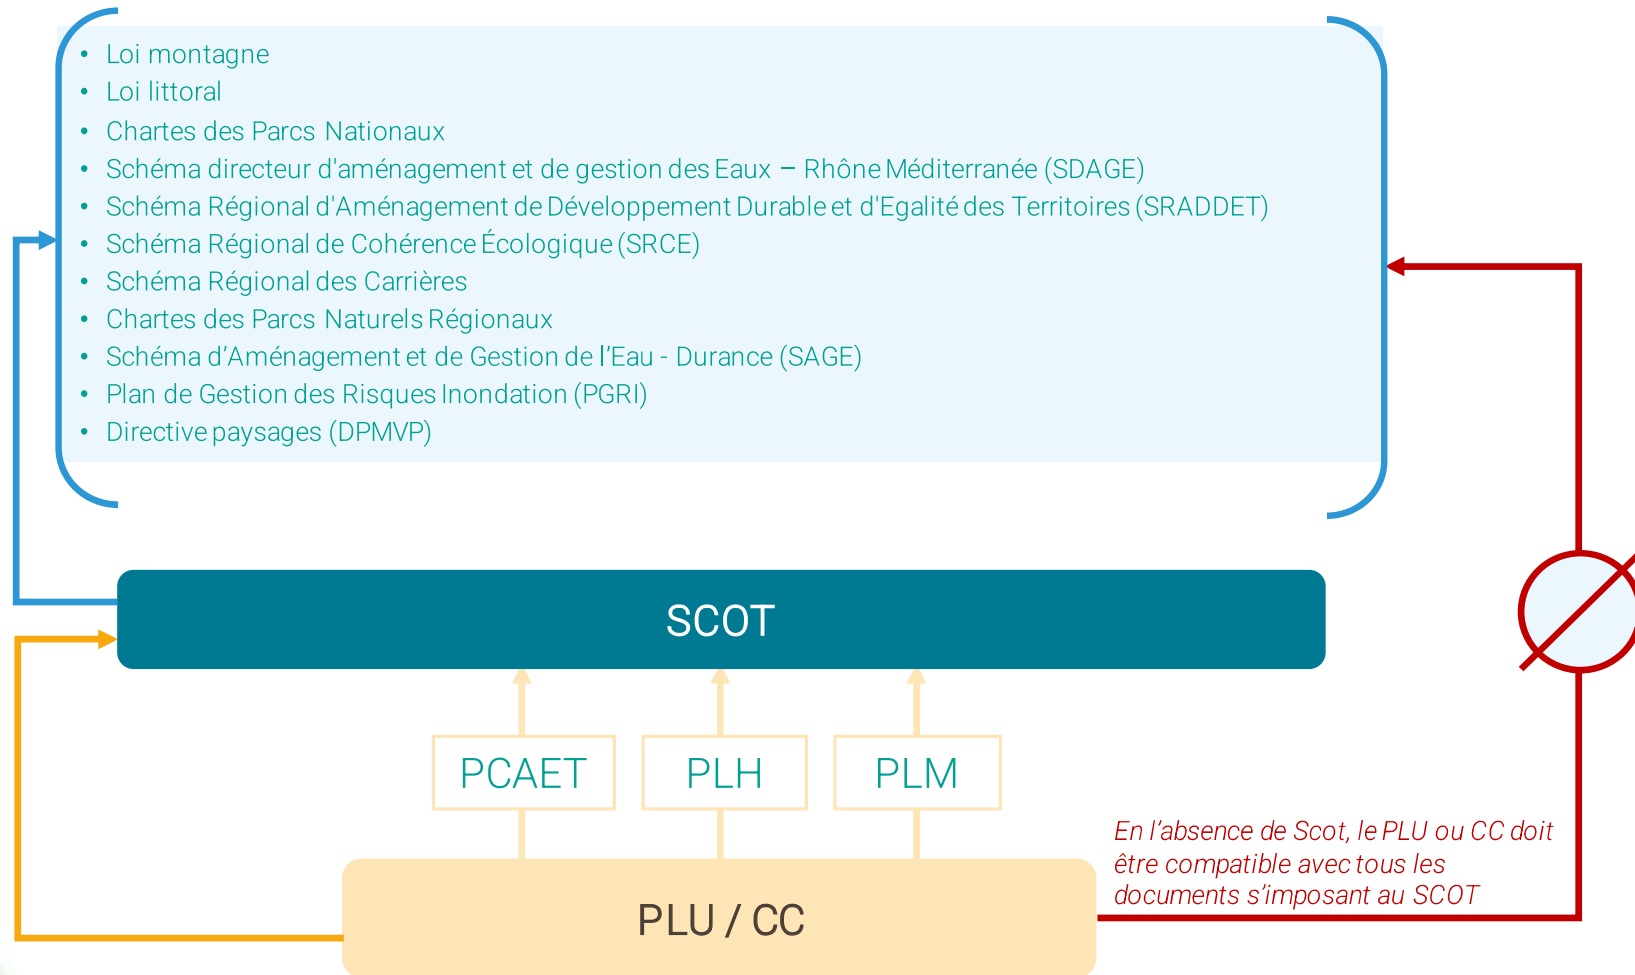 • Loi montagne
• Loi littoral
• Chartes des Parcs Nationaux
• Schéma directeur d'aménagement et de gestion des Eaux – Rhône Méditerranée (SDAGE)
• Schéma Régional d'Aménagement de Développement Durable et d'Egalité des Territoires (SRADDET)
• Schéma Régional de Cohérence Écologique (SRCE)
• Schéma Régional des Carrières
• Chartes des Parcs Naturels Régionaux
• Schéma d’Aménagement et de Gestion de l’Eau - Durance (SAGE)
• Plan de Gestion des Risques Inondation (PGRI)
• Directive paysages (DPMVP)
SCOT
PCAET
PLH
PLM
En l’absence de Scot, le PLU ou CC doit
être compatible avec tous les
documents s’imposant au SCOT
PLU / CC